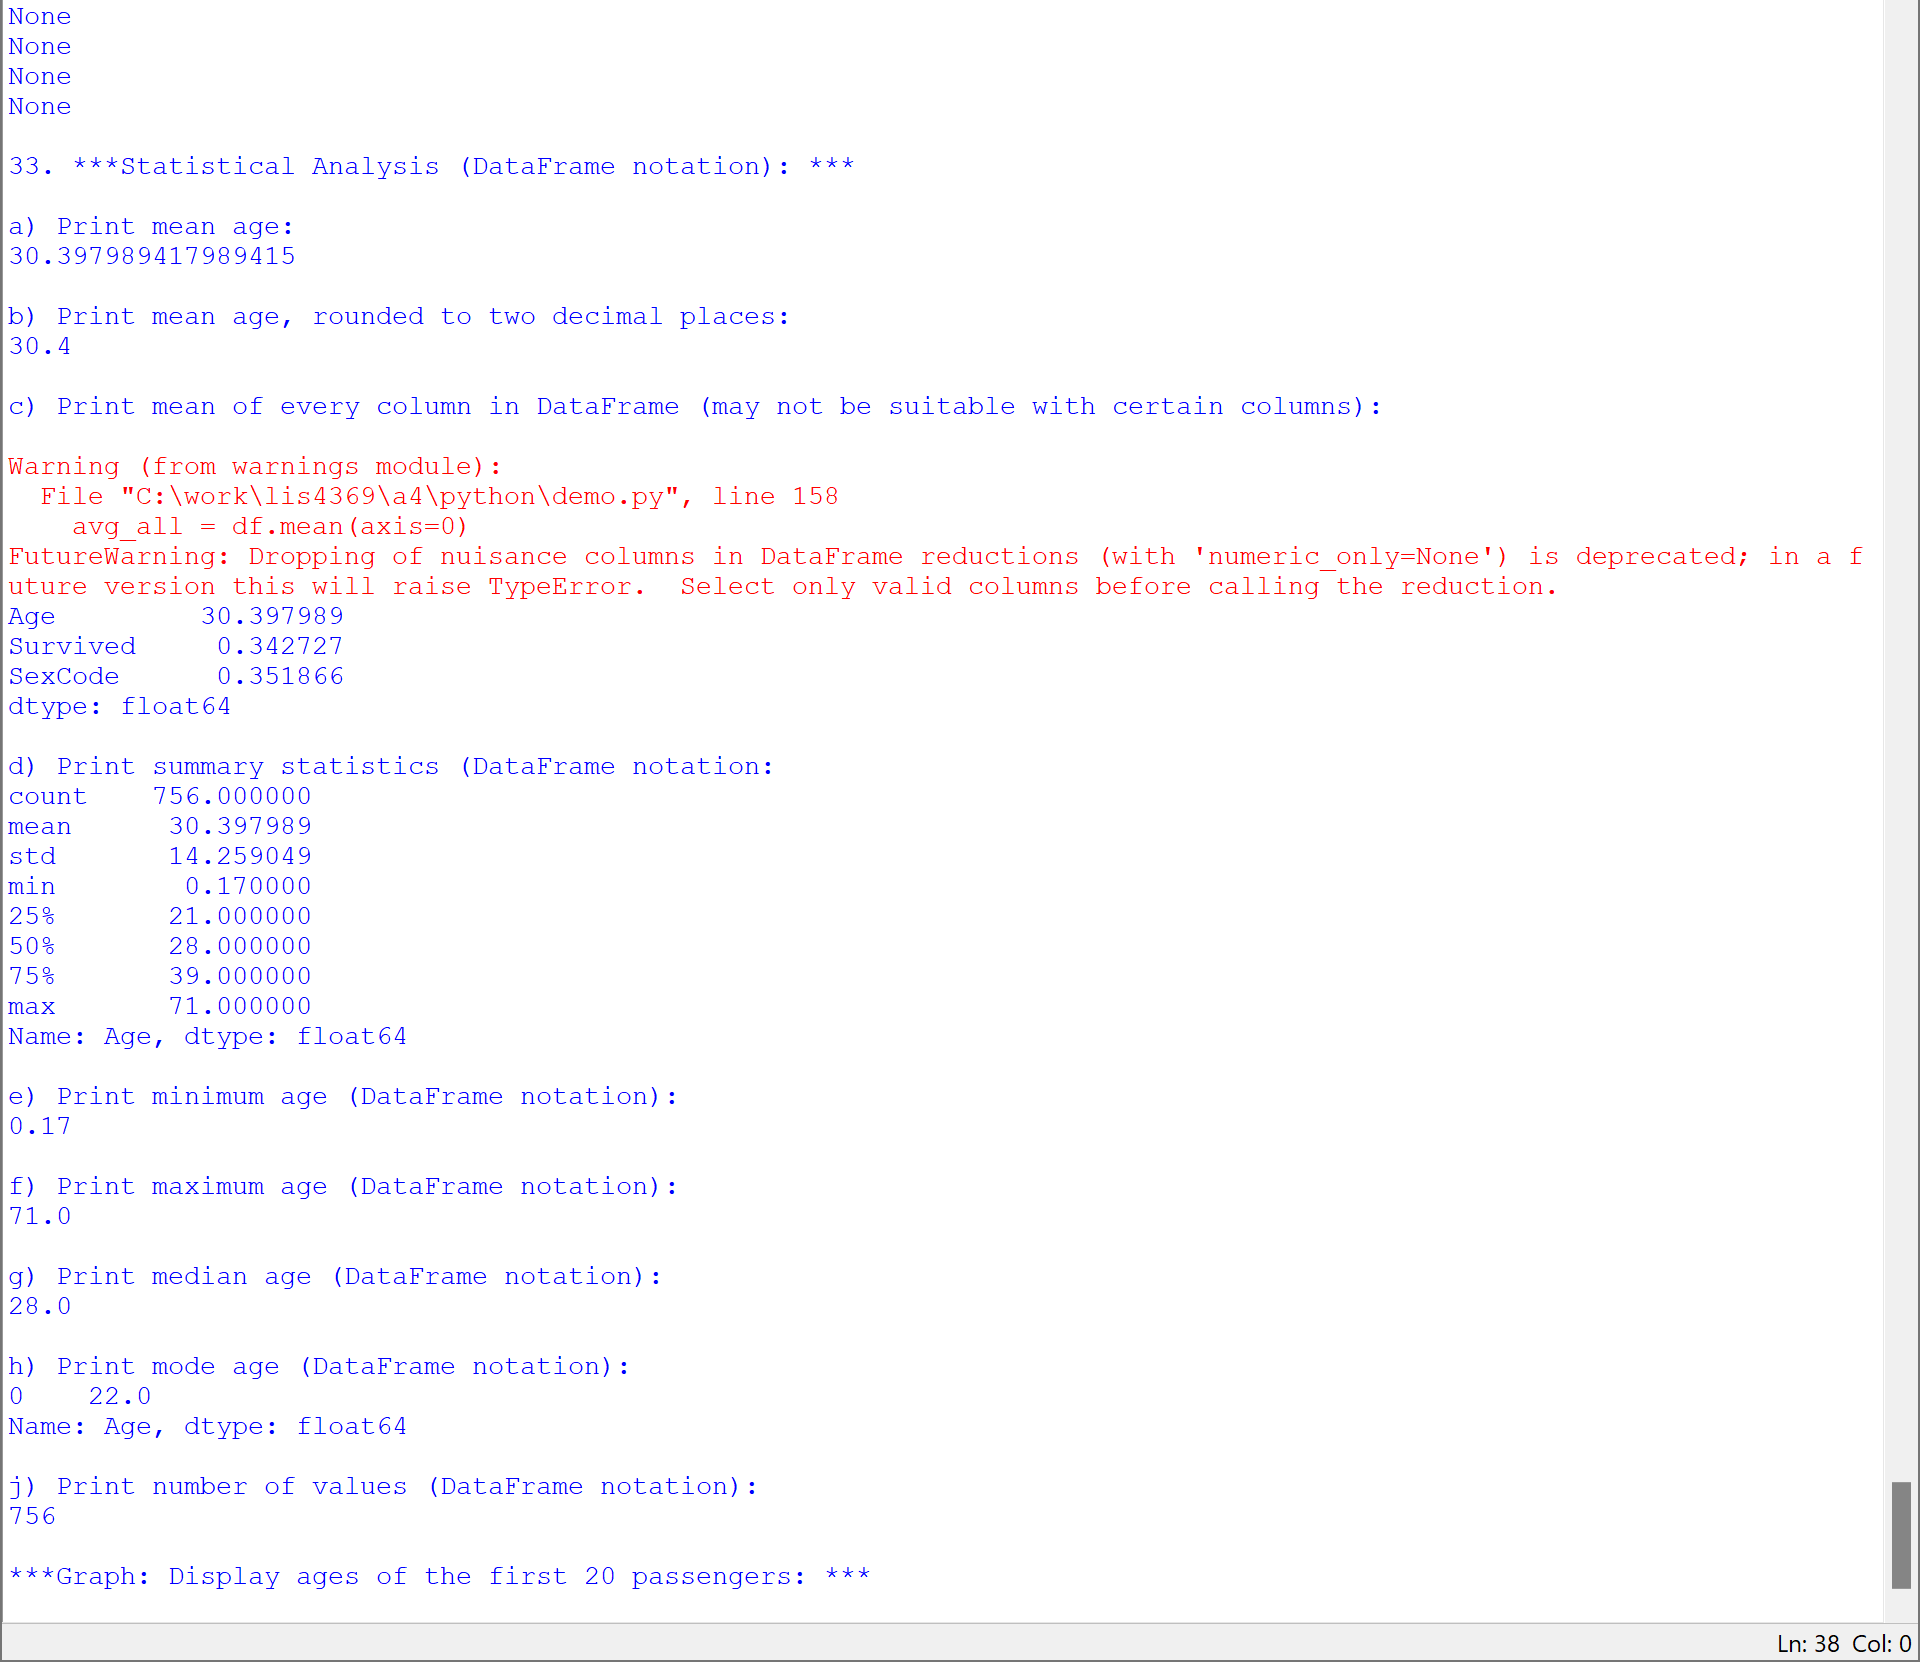 None
None
None
None
33. ***Statistical Analysis (DataFrame notation): ***
a) Print mean age:
30.397989417989415
b) Print mean age, rounded to two decimal places:
30.4
c) Print mean of every column in DataFrame (may not be suitable with certain columns):
Warning (from warnings module):
  File "C:\work\lis4369\a4\python\demo.py", line 158
    avg_all = df.mean(axis=0)
FutureWarning: Dropping of nuisance columns in DataFrame reductions (with 'numeric_only=None') is deprecated; in a f
uture version this will raise TypeError.  Select only valid columns before calling the reduction.
Age         30.397989
Survived     0.342727
SexCode      0.351866
dtype: float64
d) Print summary statistics (DataFrame notation:
count    756.000000
mean      30.397989
std       14.259049
min        0.170000
25%       21.000000
50%       28.000000
75%       39.000000
max       71.000000
Name: Age, dtype: float64
e) Print minimum age (DataFrame notation):
0.17
f) Print maximum age (DataFrame notation):
71.0
g) Print median age (DataFrame notation):
28.0
h) Print mode age (DataFrame notation):
0    22.0
Name: Age, dtype: float64
j) Print number of values (DataFrame notation):
756
***Graph: Display ages of the first 20 passengers: ***
Ln: 38  Col: 0